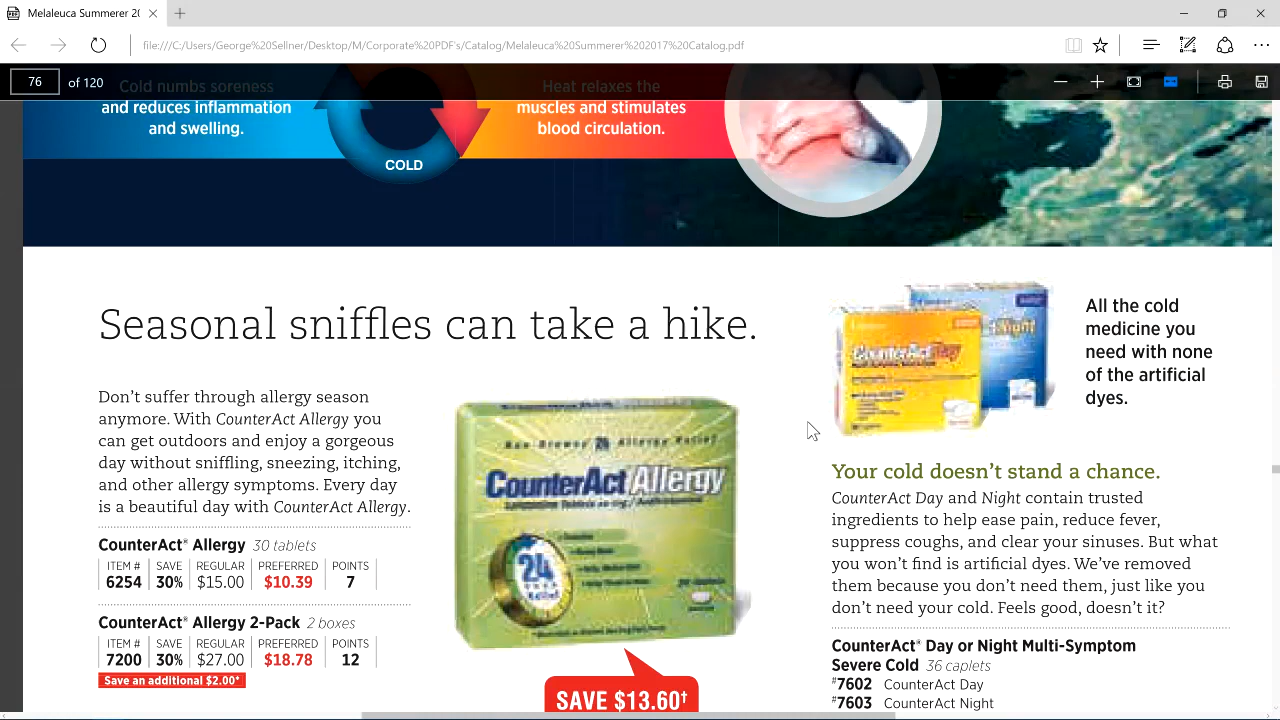 Melaleuca Summerer 20
file:///C:/Users/George%20Sellner/Desktop/M/Corporate%20PDF's/Catalog/Melaleuca%20Summerer%202017%20Catalog.pdf
76 of 120
Cold numbs soreness
and reduces inflammation
and swelling.
COLD
Heat relaxes the
muscles and stimulates
blood circulation.
Seasonal sniffles can take a hike.
Don't suffer through allergy season
anymore. With CounterAct Allergy you
can get outdoors and enjoy a gorgeous
day without sniffling, sneezing, itching,
and other allergy symptoms. Every day
is a beautiful day with CounterAct Allergy.
CounterAct® Allergy 30 tablets
ITEM # SAVE REGULAR PREFERRED POINTS
6254 30% $15.00 $10.39 7
CounterAct® Allergy 2-Pack 2 boxes
ITEM # SAVE REGULAR PREFERRED POINTS
7200 30% $27.00 $18.78 12
Save an additional $2.00*
Allergy Relief
CounterAct Allergy
24
SAVE $13.60†
CounterAct Day
Night
All the cold
medicine you
need with none
of the artificial
dyes.
Your cold doesn't stand a chance.
CounterAct Day and Night contain trusted
ingredients to help ease pain, reduce fever,
suppress coughs, and clear your sinuses. But what
you won't find is artificial dyes. We've removed
them because you don't need them, just like you
don't need your cold. Feels good, doesn't it?
CounterAct® Day or Night Multi-Symptom
Severe Cold 36 caplets
#7602 CounterAct Day
#7603 CounterAct Night